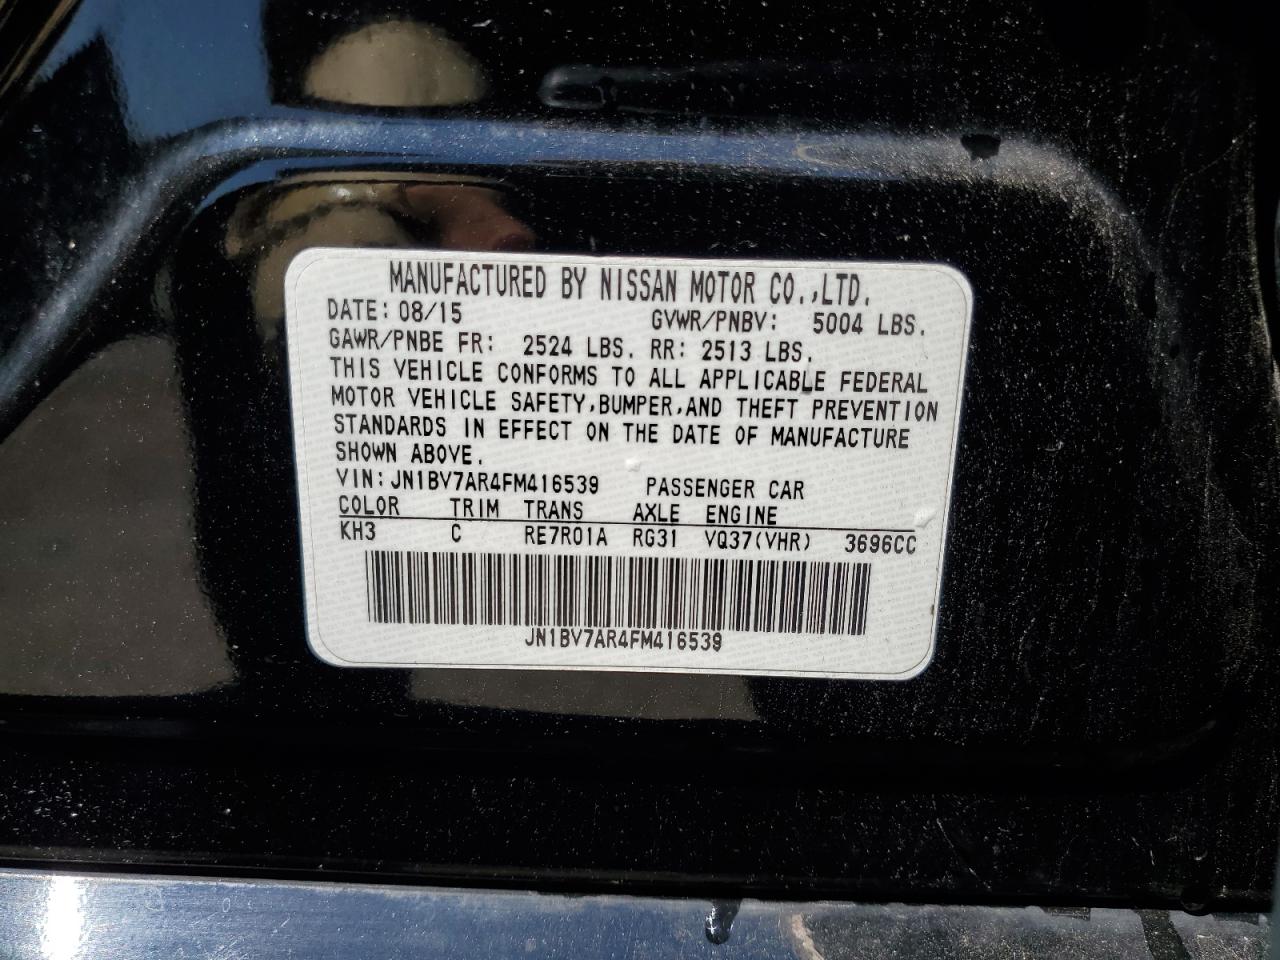 MANUFACTURED BY NISSAN MOTOR CO.,LTD.
DATE: 08/15 GVWR/PNBV: 5004 LBS.
GAWR/PNBE FR: 2524 LBS. RR: 2513 LBS.
THIS VEHICLE CONFORMS TO ALL APPLICABLE FEDERAL
MOTOR VEHICLE SAFETY,BUMPER,AND THEFT PREVENTION
STANDARDS IN EFFECT ON THE DATE OF MANUFACTURE
SHOWN ABOVE.
VIN: JN1BV7AR4FM416539 PASSENGER CAR
COLOR TRIM TRANS AXLE ENGINE
KH3 C RE7R01A RG31 VQ37(VHR) 3696CC
JN1BV7AR4FM416539